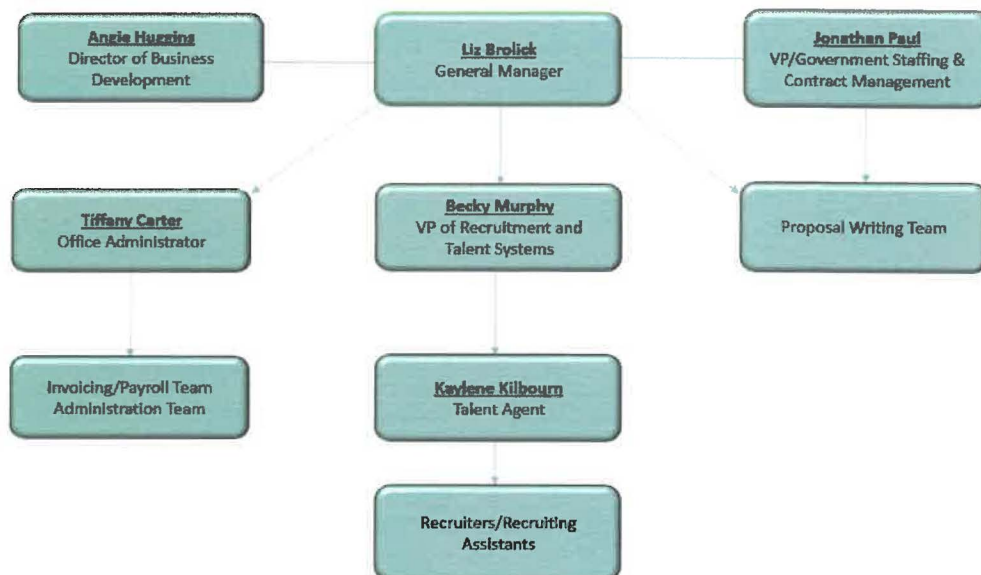 Angie Huggins
Director of Business
Development
Liz Brolick
General Manager
Jonathan Paul
VP/Government Staffing &
Contract Management
Tiffany Carter
Office Administrator
Becky Murphy
VP of Recruitment and
Talent Systems
Proposal Writing Team
Invoicing/Payroll Team
Administration Team
Kaylene Kilbourn
Talent Agent
Recruiters/Recruiting
Assistants